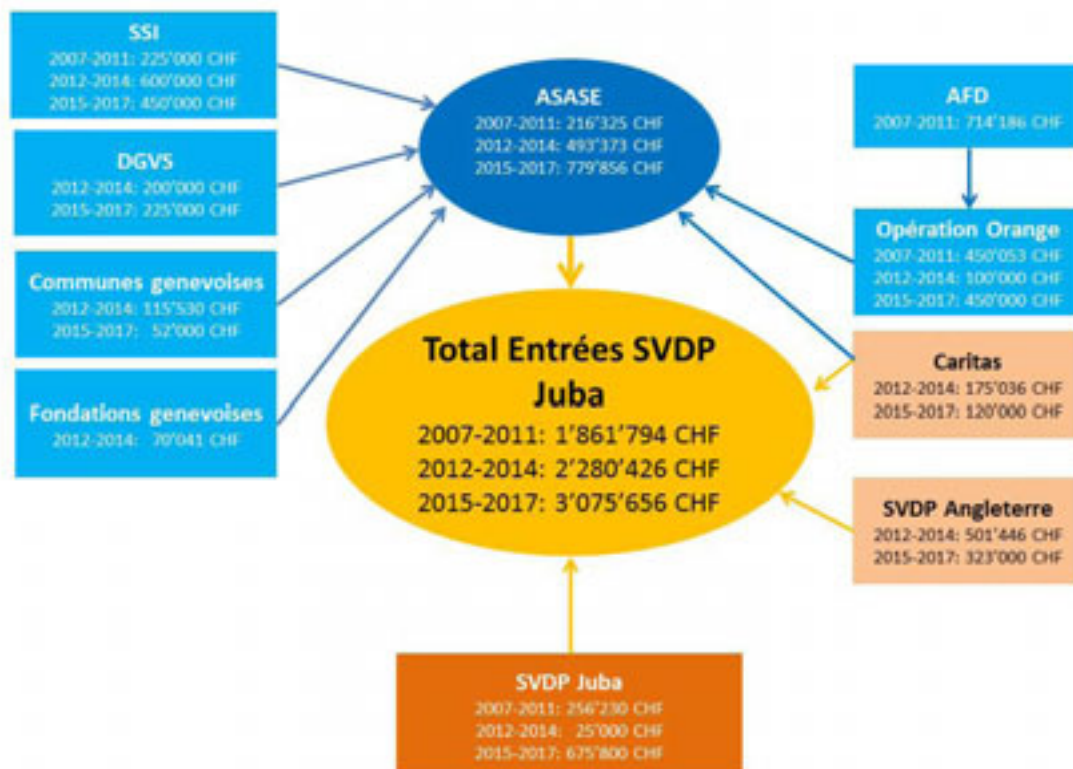 SSI
2007-2011: 225'000 CHF
2012-2014: 600'000 CHF
2015-2017: 450'000 CHF
DGVS
2012-2014: 200'000 CHF
2015-2017: 225'000 CHF
Communes genevoises
2012-2014: 115'530 CHF
2015-2017: 52'000 CHF
Fondations genevoises
2012-2014: 70'041 CHF
ASASE
2007-2011: 216'325 CHF
2012-2014: 493'373 CHF
2015-2017: 779'856 CHF
AFD
2007-2011: 714'186 CHF
Opération Orange
2007-2011: 450'053 CHF
2012-2014: 100'000 CHF
2015-2017: 450'000 CHF
Caritas
2012-2014: 175'036 CHF
2015-2017: 120'000 CHF
SVDP Angleterre
2012-2014: 501'446 CHF
2015-2017: 323'000 CHF
Total Entrées SVDP
Juba
2007-2011: 1'861'794 CHF
2012-2014: 2'280'426 CHF
2015-2017: 3'075'656 CHF
SVDP Juba
2007-2011: 256'230 CHF
2012-2014: 25'000 CHF
2015-2017: 675'800 CHF